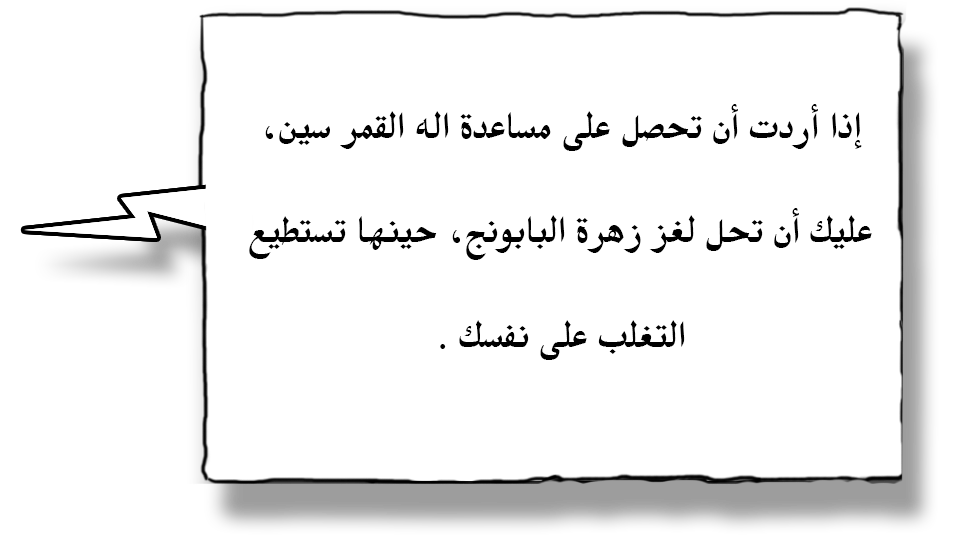 إذا أردت أن تحصل على مساعدة اله القمر سين،
عليك أن تحل لغز زهرة البابونج، حينها تستطيع
التغلب على نفسك .